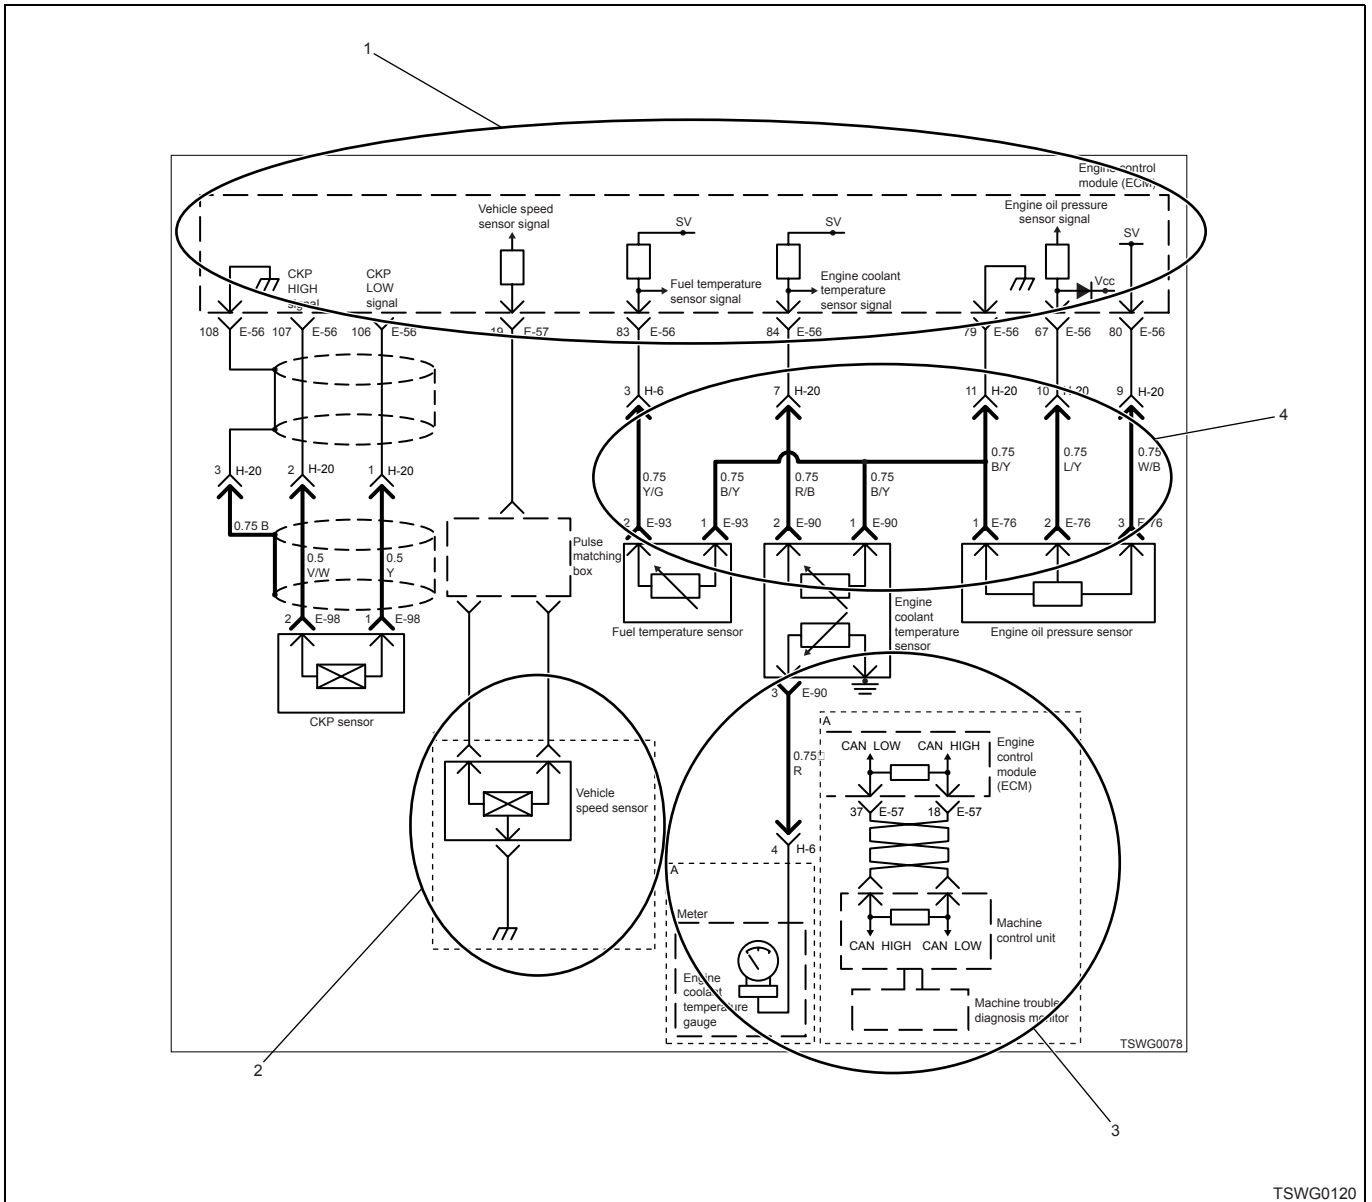 1
Engine control
module (ECM)
Vehicle speed
sensor signal
Engine oil pressure
sensor signal
SV
SV
SV
CKP
HIGH
signal
CKP
LOW
signal
Fuel temperature
sensor signal
Engine coolant
temperature
sensor signal
Vcc
108 E-56 107 E-56 106 E-56 19 E-57 83 E-56 84 E-56 79 E-56 67 E-56 80 E-56
3 H-6 7 H-20 11 H-20 10 H-20 9 H-20
4
3 H-20 2 H-20 1 H-20
0.75
Y/G
0.75
B/Y
0.75
R/B
0.75
B/Y
0.75
B/Y
0.75
L/Y
0.75
W/B
0.75 B
2 E-93 1 E-93 2 E-90 1 E-90 1 E-76 2 E-76 3 E-76
0.5
V/W
0.5
Y
Pulse
matching
box
2 E-98 1 E-98
Fuel temperature sensor
Engine
coolant
temperature
sensor
Engine oil pressure sensor
CKP sensor
3 E-90
0.75
R
A
CAN LOW CAN HIGH
Engine
control
module
(ECM)
37 E-57 18 E-57
Vehicle
speed sensor
4 H-6
A
Meter
Engine
coolant
temperature
gauge
CAN HIGH CAN LOW
Machine
control unit
Machine trouble
diagnosis monitor
TSWG0078
2
3
TSWG0120